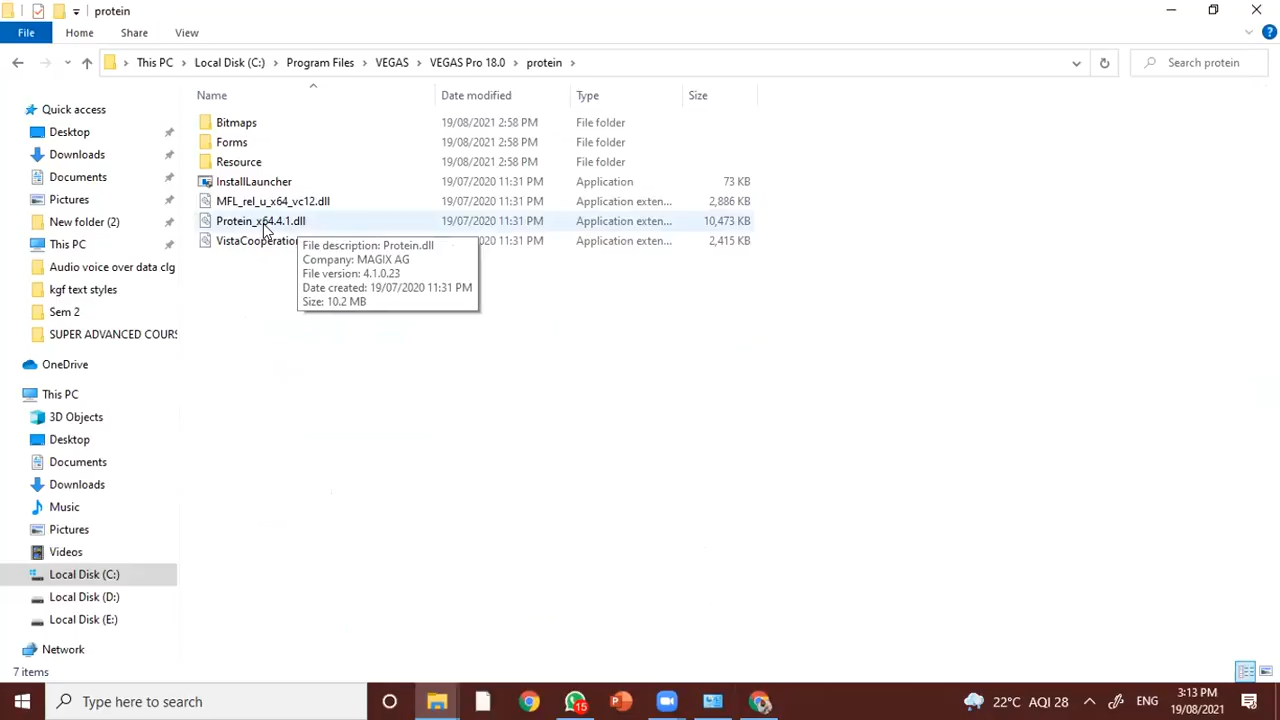 protein
File
Home
Share
View
This PC
Local Disk (C:)
Program Files
VEGAS
VEGAS Pro 18.0
protein
Search protein
Name
Date modified
Type
Size
Quick access
Desktop
Downloads
Documents
Pictures
New folder (2)
This PC
Audio voice over data clg
kgf text styles
Sem 2
SUPER ADVANCED COURS
OneDrive
This PC
3D Objects
Desktop
Documents
Downloads
Music
Pictures
Videos
Local Disk (C:)
Local Disk (D:)
Local Disk (E:)
Network
Bitmaps 19/08/2021 2:58 PM File folder
Forms 19/08/2021 2:58 PM File folder
Resource 19/08/2021 2:58 PM File folder
InstallLauncher 19/07/2020 11:31 PM Application 73 KB
MFL_rel_u_x64_vc12.dll 19/07/2020 11:31 PM Application exten... 2,886 KB
Protein_x64.4.1.dll 19/07/2020 11:31 PM Application exten... 10,473 KB
VistaCooperation 2020 11:31 PM Application exten... 2,415 KB
File description: Protein.dll
Company: MAGIX AG
File version: 4.1.0.23
Date created: 19/07/2020 11:31 PM
Size: 10.2 MB
7 items
Type here to search
15
22°C AQI 28
ENG
3:13 PM
19/08/2021